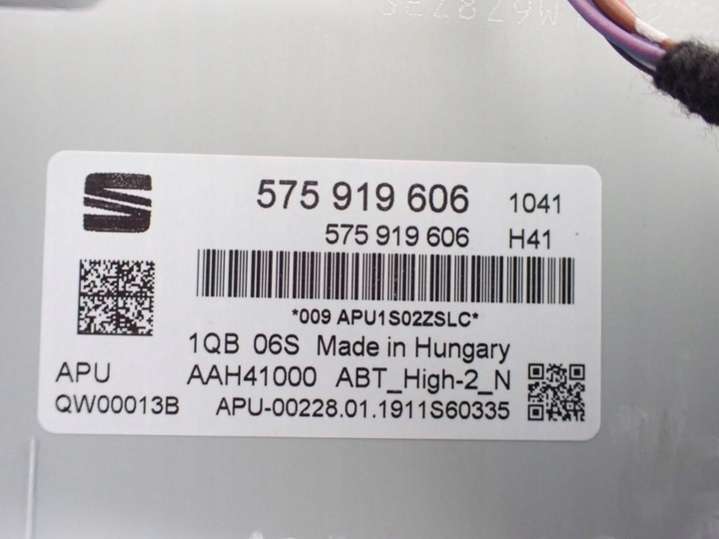 575 919 606 1041
575 919 606 H41
*009 APU1S02ZSLC*
1QB 06S Made in Hungary
APU AAH41000 ABT_High-2_N
QW00013B APU-00228.01.1911S60335